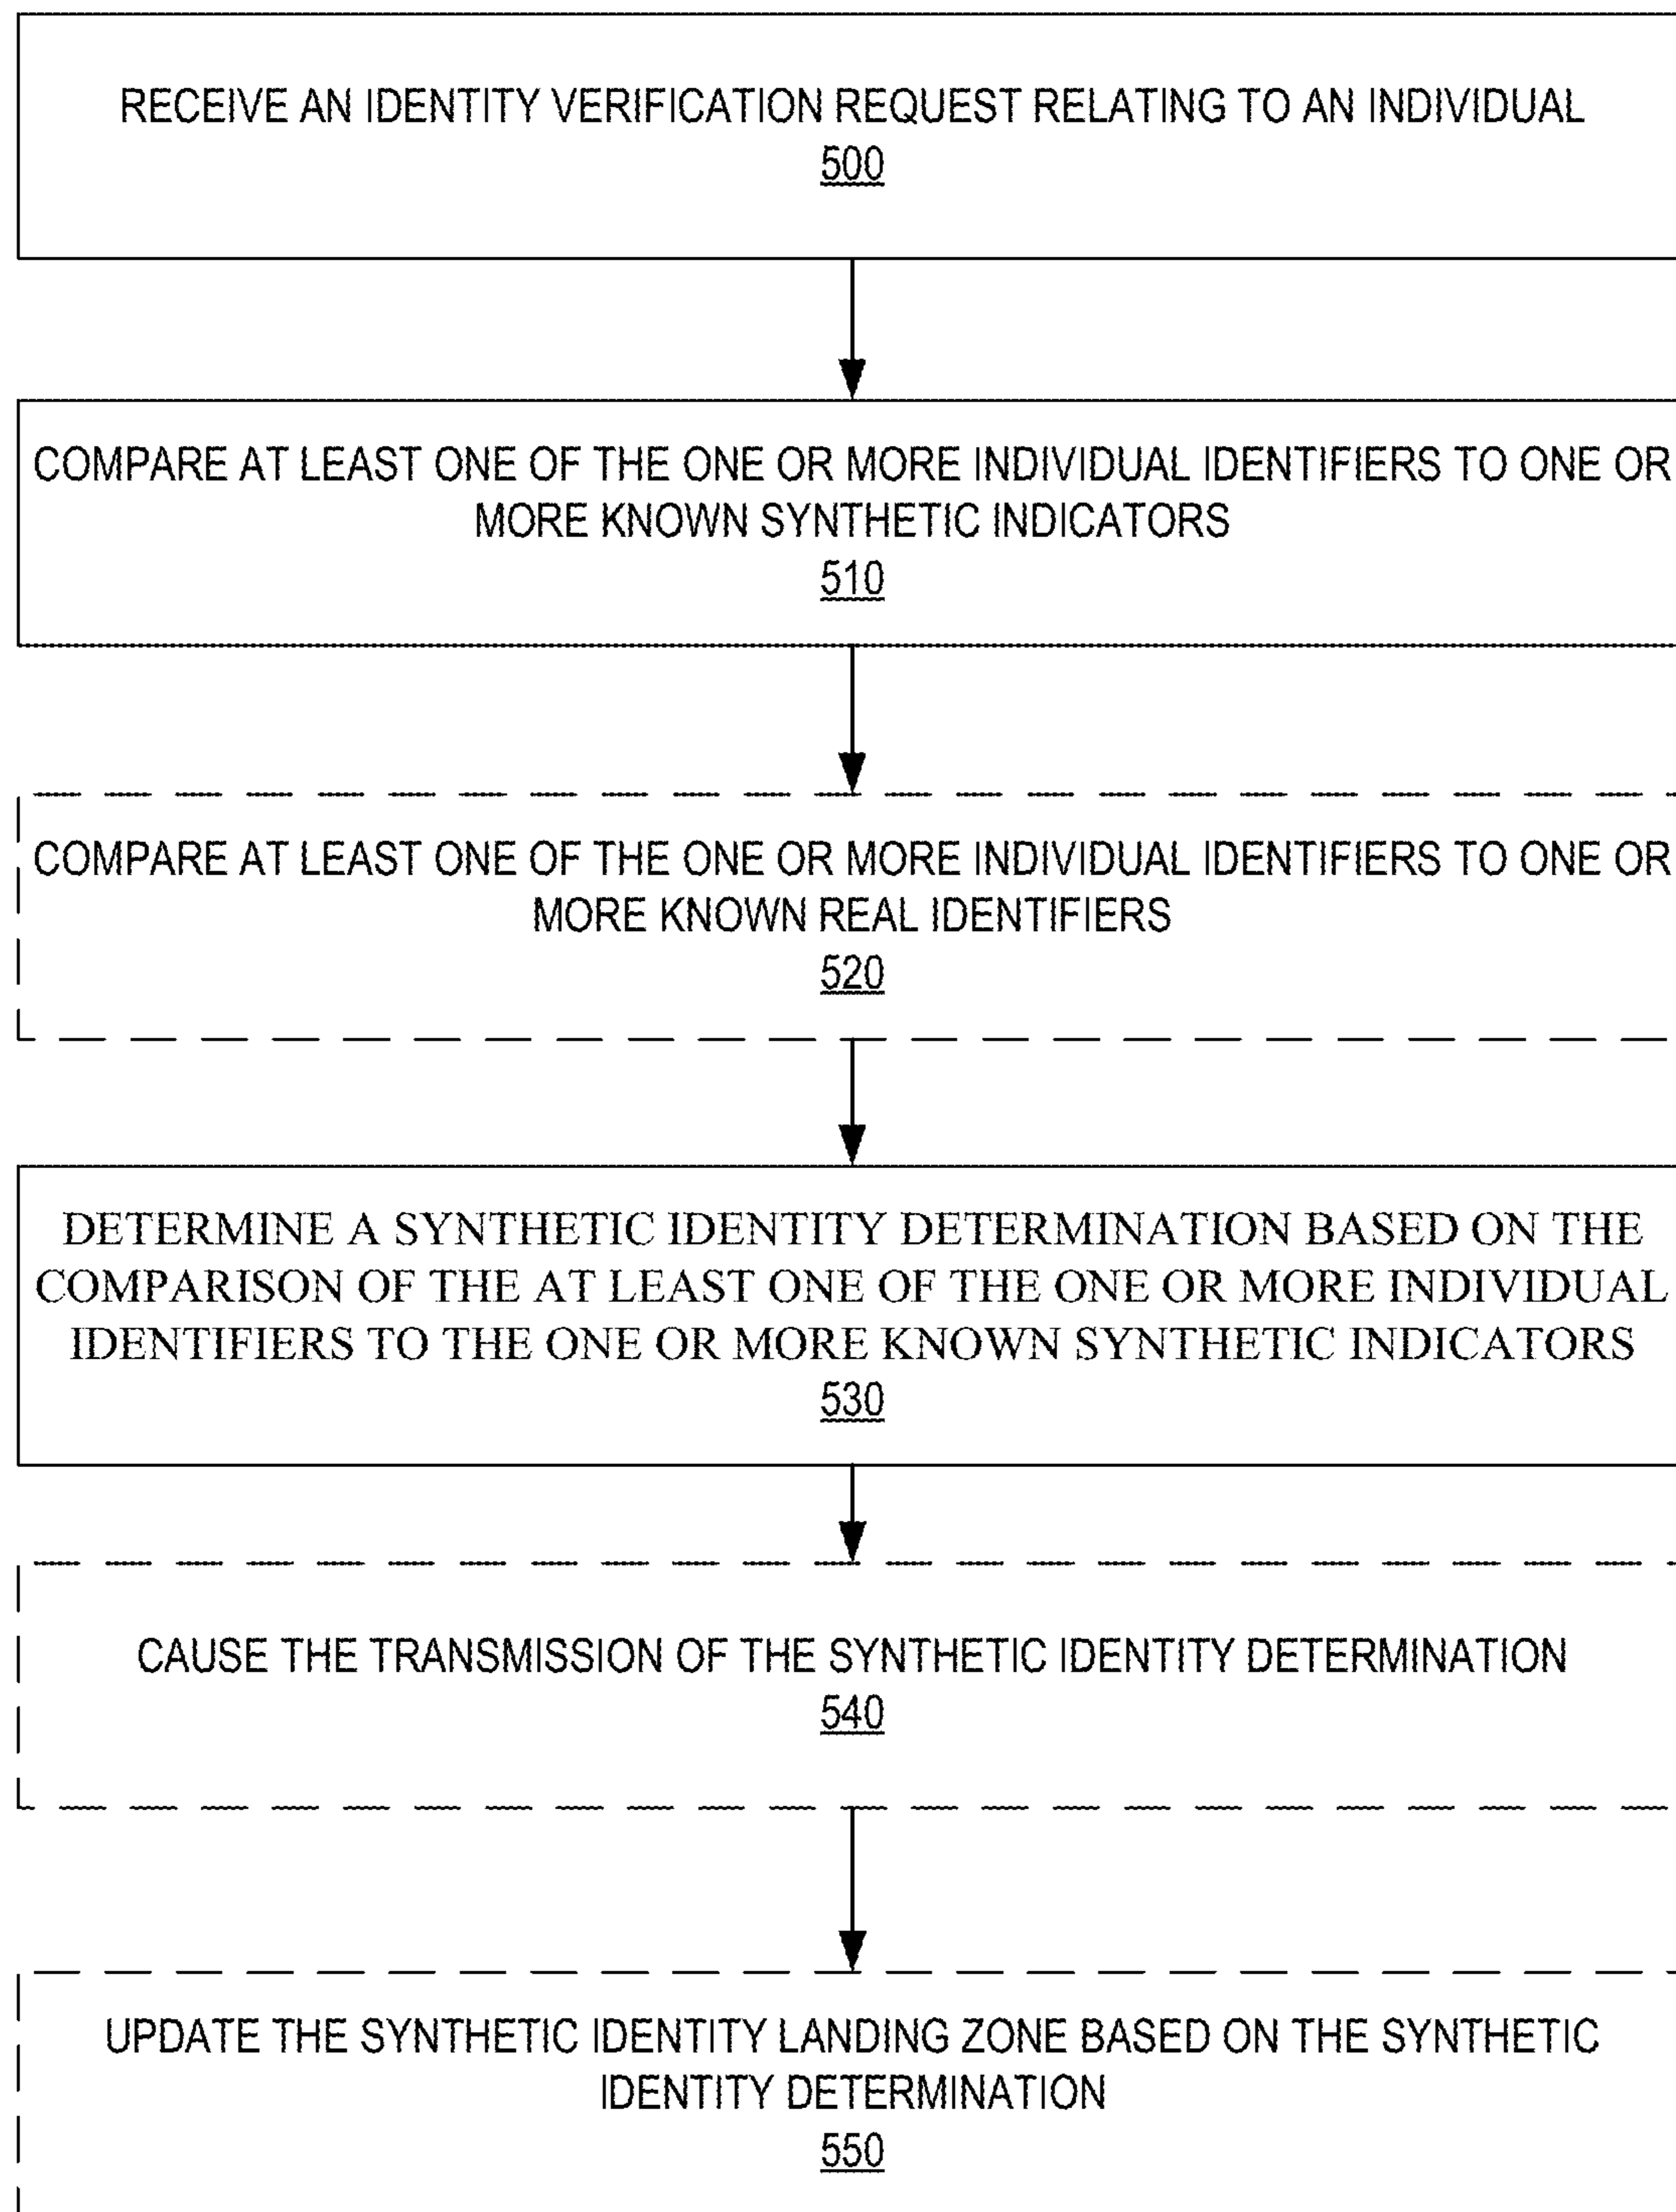 RECEIVE AN IDENTITY VERIFICATION REQUEST RELATING TO AN INDIVIDUAL
500
COMPARE AT LEAST ONE OF THE ONE OR MORE INDIVIDUAL IDENTIFIERS TO ONE OR
MORE KNOWN SYNTHETIC INDICATORS
510
COMPARE AT LEAST ONE OF THE ONE OR MORE INDIVIDUAL IDENTIFIERS TO ONE OR
MORE KNOWN REAL IDENTIFIERS
520
DETERMINE A SYNTHETIC IDENTITY DETERMINATION BASED ON THE
COMPARISON OF THE AT LEAST ONE OF THE ONE OR MORE INDIVIDUAL
IDENTIFIERS TO THE ONE OR MORE KNOWN SYNTHETIC INDICATORS
530
CAUSE THE TRANSMISSION OF THE SYNTHETIC IDENTITY DETERMINATION
540
UPDATE THE SYNTHETIC IDENTITY LANDING ZONE BASED ON THE SYNTHETIC
IDENTITY DETERMINATION
550